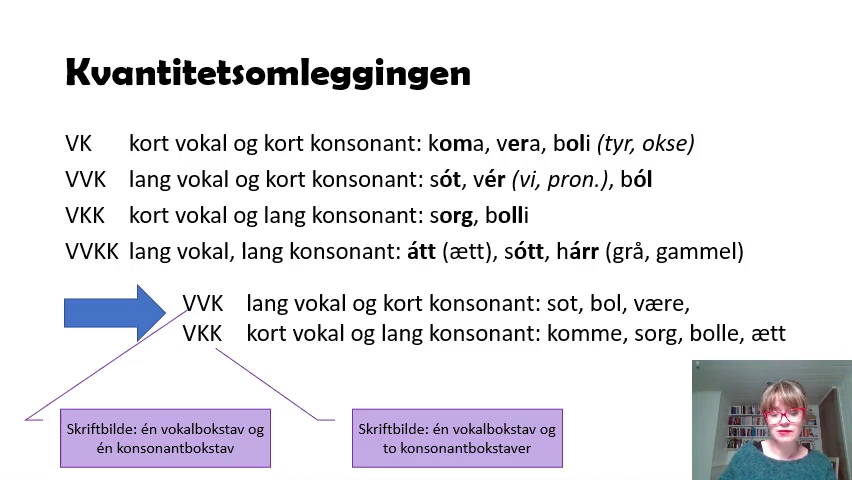 Kvantitetsomleggingen
VK kort vokal og kort konsonant: koma, vera, boli (tyr, okse)
VVK lang vokal og kort konsonant: sót, vér (vi, pron.), ból
VKK kort vokal og lang konsonant: sorg, bolli
VVKK lang vokal, lang konsonant: átt (ætt), sótt, hárr (grå, gammel)
VVK lang vokal og kort konsonant: sot, bol, være,
VKK kort vokal og lang konsonant: komme, sorg, bolle, ætt
Skriftbilde: én vokalbokstav og
én konsonantbokstav
Skriftbilde: én vokalbokstav og
to konsonantbokstaver